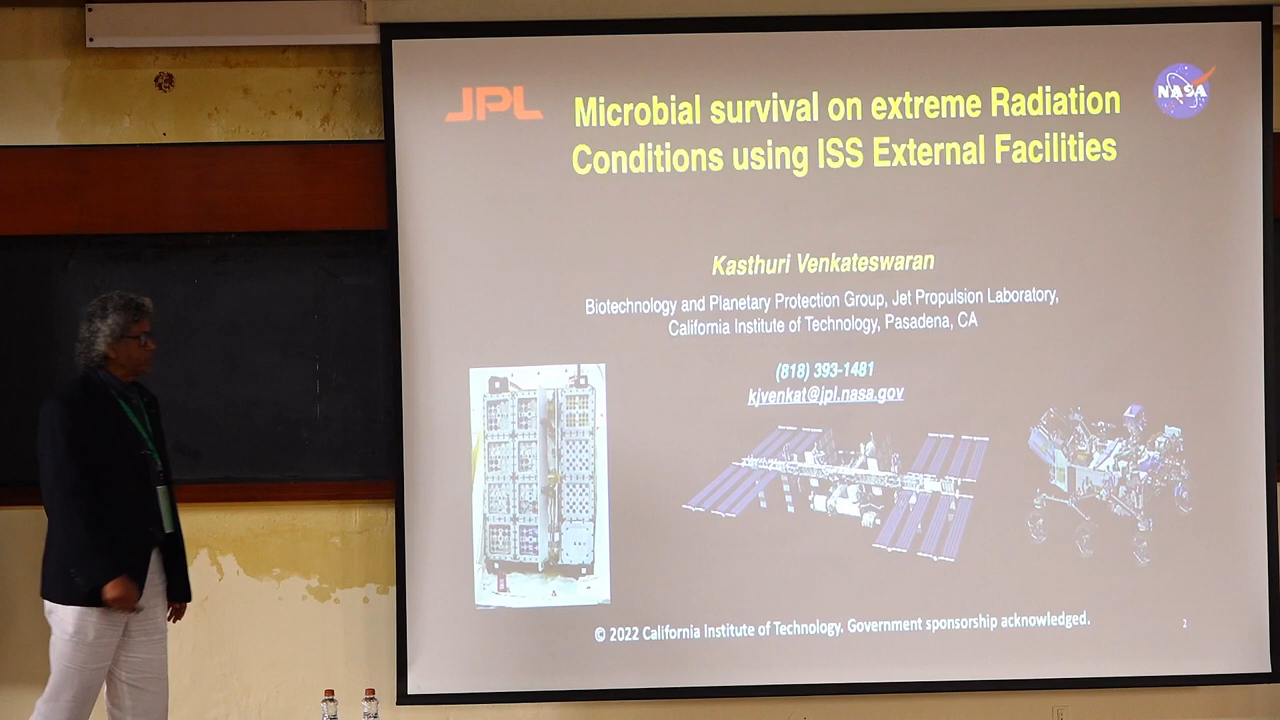 JPL
NASA
Microbial survival on extreme Radiation
Conditions using ISS External Facilities
Kasthuri Venkateswaran
Biotechnology and Planetary Protection Group, Jet Propulsion Laboratory,
California Institute of Technology, Pasadena, CA
(818) 393-1481
kjvenkat@jpl.nasa.gov
© 2022 California Institute of Technology. Government sponsorship acknowledged.
2